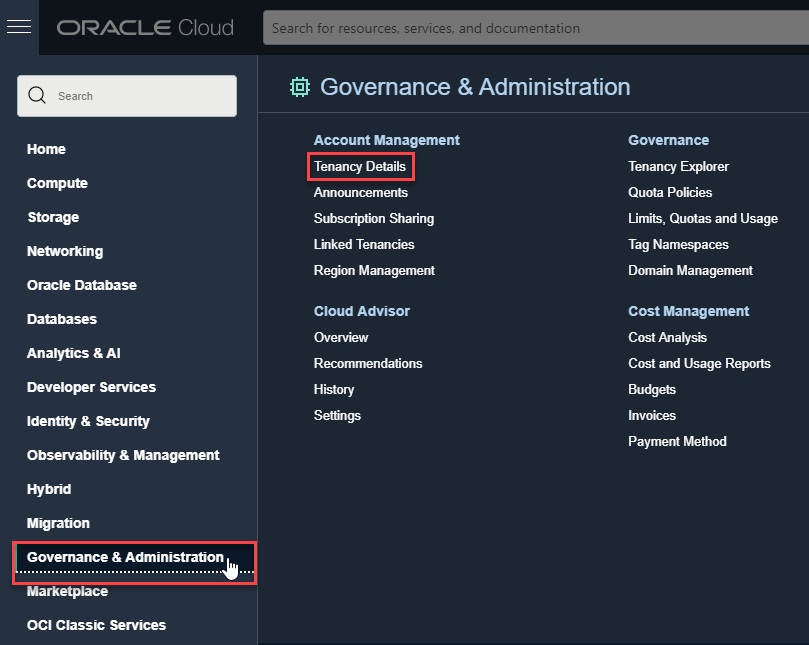 ORACLE Cloud
Search for resources, services, and documentation
Search
Home
Compute
Storage
Networking
Oracle Database
Databases
Analytics & AI
Developer Services
Identity & Security
Observability & Management
Hybrid
Migration
Governance & Administration
Marketplace
OCI Classic Services
Governance & Administration
Account Management
Tenancy Details
Announcements
Subscription Sharing
Linked Tenancies
Region Management
Cloud Advisor
Overview
Recommendations
History
Settings
Governance
Tenancy Explorer
Quota Policies
Limits, Quotas and Usage
Tag Namespaces
Domain Management
Cost Management
Cost Analysis
Cost and Usage Reports
Budgets
Invoices
Payment Method